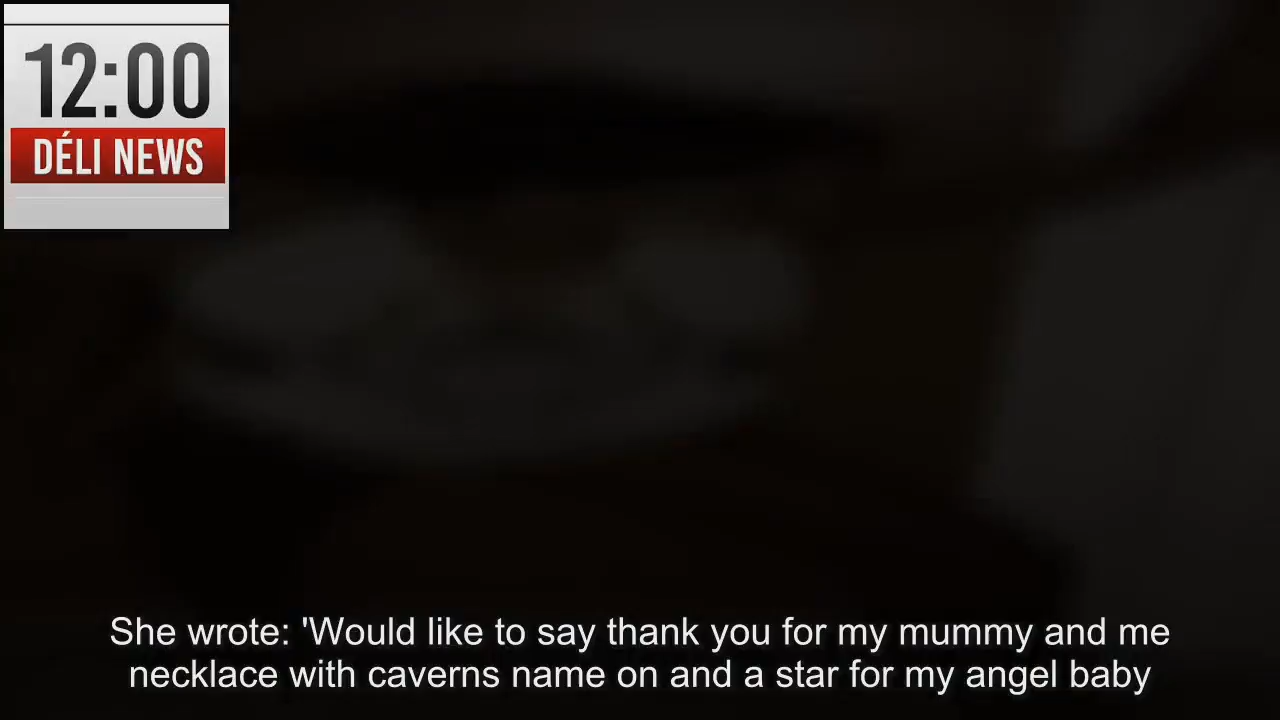 12:00
DÉLI NEWS
She wrote: 'Would like to say thank you for my mummy and me
necklace with caverns name on and a star for my angel baby